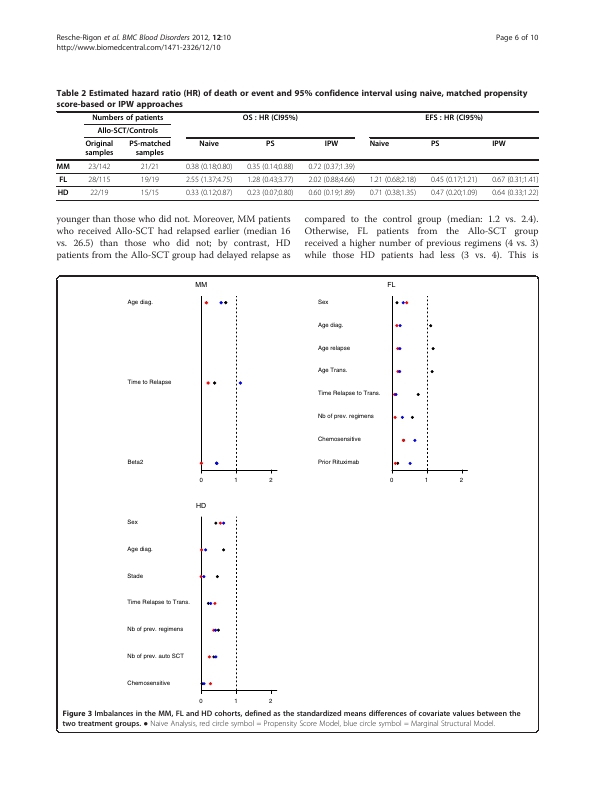 Resche-Rigon et al. BMC Blood Disorders 2012, 12:10
http://www.biomedcentral.com/1471-2326/12/10
Page 6 of 10
Table 2 Estimated hazard ratio (HR) of death or event and 95% confidence interval using naive, matched propensity
score-based or IPW approaches
Numbers of patients OS : HR (CI95%) EFS : HR (CI95%)
Allo-SCT/Controls
Original samples PS-matched samples Naive PS IPW Naive PS IPW
MM 23/142 21/21 0.38 (0.18;0.80) 0.35 (0.14;0.88) 0.72 (0.37;1.39)
FL 28/115 19/19 2.55 (1.37;4.75) 1.28 (0.43;3.77) 2.02 (0.88;4.66) 1.21 (0.68;2.18) 0.45 (0.17;1.21) 0.67 (0.31;1.41)
HD 22/19 15/15 0.33 (0.12;0.87) 0.23 (0.07;0.80) 0.60 (0.19;1.89) 0.71 (0.38;1.35) 0.47 (0.20;1.09) 0.64 (0.33;1.22)
younger than those who did not. Moreover, MM patients
who received Allo-SCT had relapsed earlier (median 16
vs. 26.5) than those who did not; by contrast, HD
patients from the Allo-SCT group had delayed relapse as
compared to the control group (median: 1.2 vs. 2.4).
Otherwise, FL patients from the Allo-SCT group
received a higher number of previous regimens (4 vs. 3)
while those HD patients had less (3 vs. 4). This is
MM
Age diag.
Time to Relapse
Beta2
0 1 2
FL
Sex
Age diag.
Age relapse
Age Trans.
Time Relapse to Trans.
Nb of prev. regimens
Chemosensitive
Prior Rituximab
0 1 2
HD
Sex
Age diag.
Stade
Time Relapse to Trans.
Nb of prev. regimens
Nb of prev. auto SCT
Chemosensitive
0 1 2
Figure 3 Imbalances in the MM, FL and HD cohorts, defined as the standardized means differences of covariate values between the
two treatment groups. ● Naive Analysis, red circle symbol = Propensity Score Model, blue circle symbol = Marginal Structural Model.